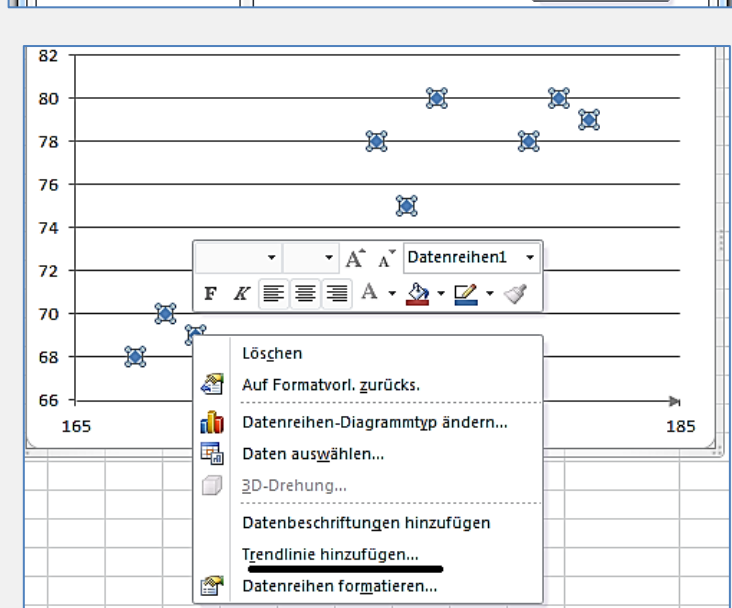 82
80
78
76
74
72
70
68
66
165
185
A A Datenreihen1
F K A
Löschen
Auf Formatvorl. zurücks.
Datenreihen-Diagrammtyp ändern...
Daten auswählen...
3D-Drehung...
Datenbeschriftungen hinzufügen
Trendlinie hinzufügen...
Datenreihen formatieren...